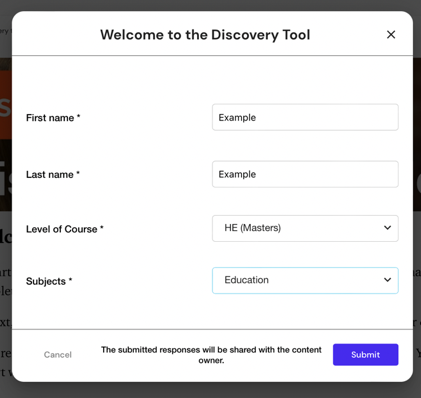 Welcome to the Discovery Tool
First name *
Example
Last name *
Example
Level of Course *
HE (Masters)
Subjects *
Education
Cancel
The submitted responses will be shared with the content
owner.
Submit